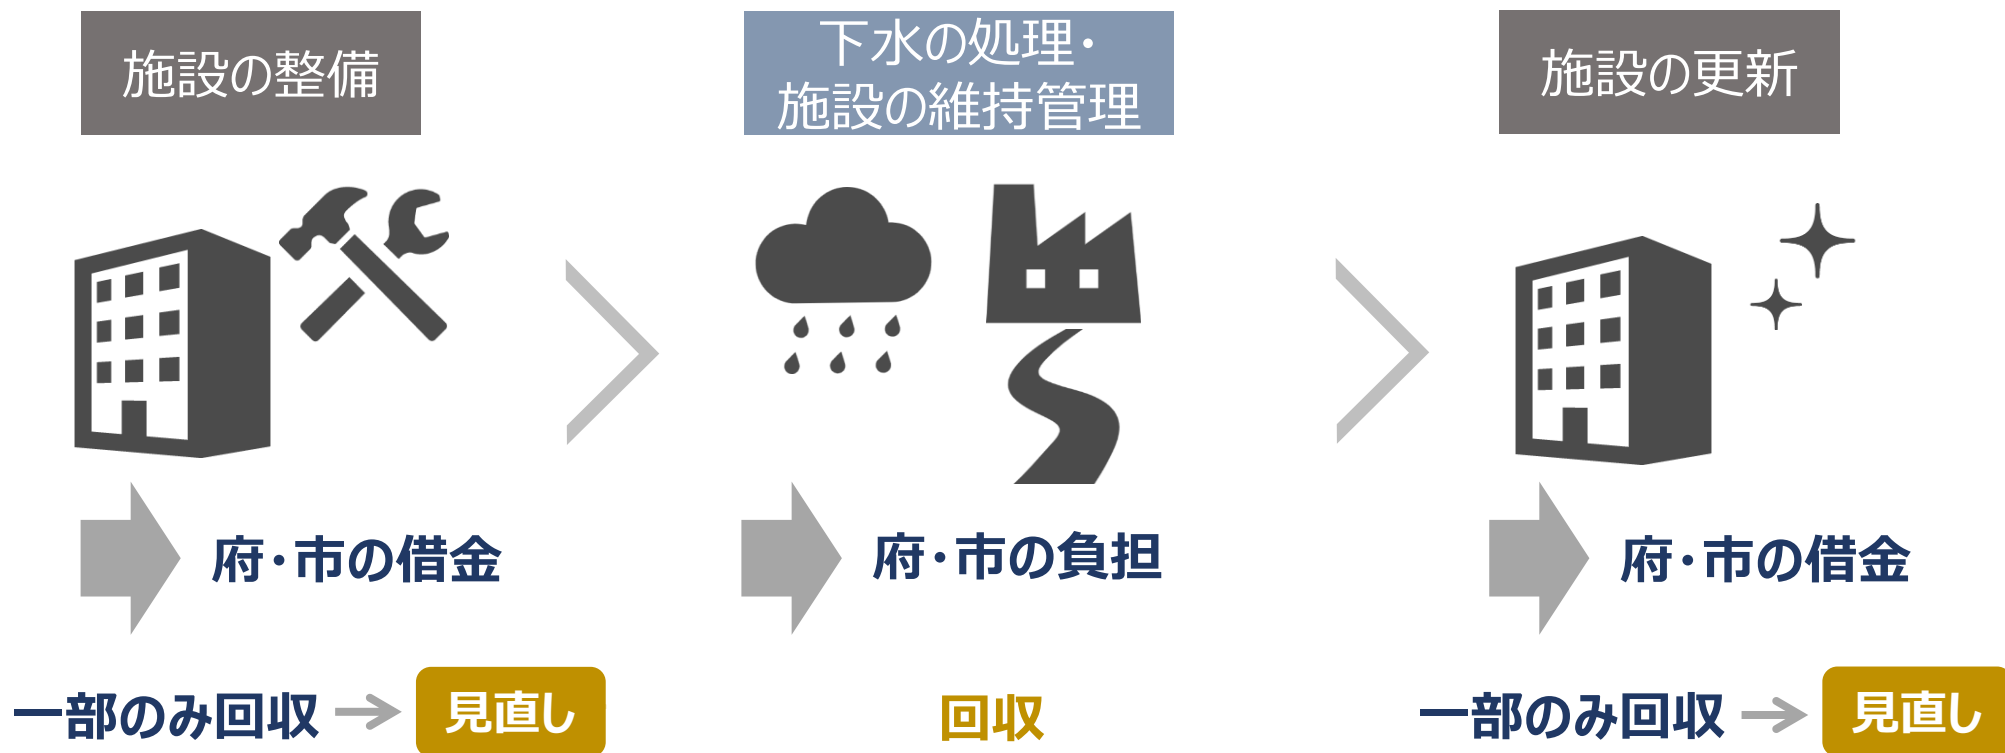 施設の整備
下水の処理・
施設の維持管理
施設の更新
府・市の借金
府・市の負担
府・市の借金
一部のみ回収
見直し
回収
一部のみ回収
見直し